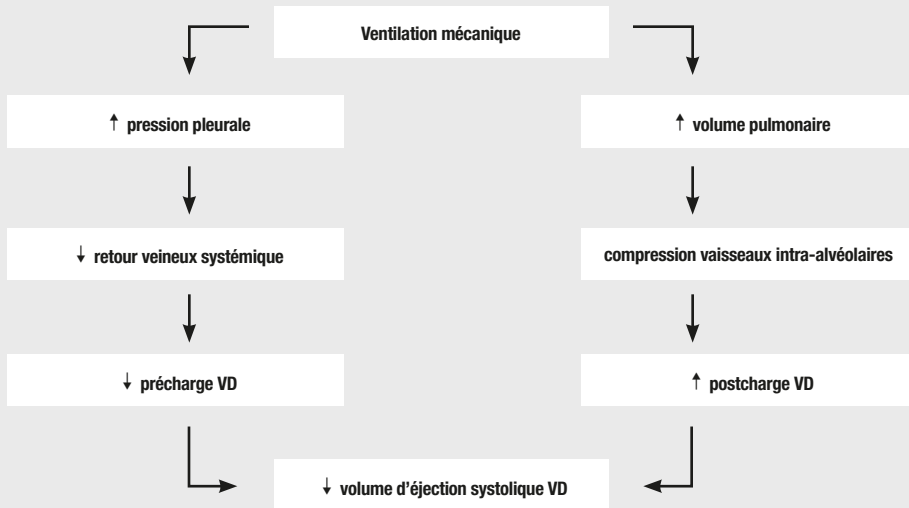 Ventilation mécanique
↑ pression pleurale
↑ volume pulmonaire
↓ retour veineux systémique
compression vaisseaux intra-alvéolaires
↓ précharge VD
↑ postcharge VD
↓ volume d'éjection systolique VD